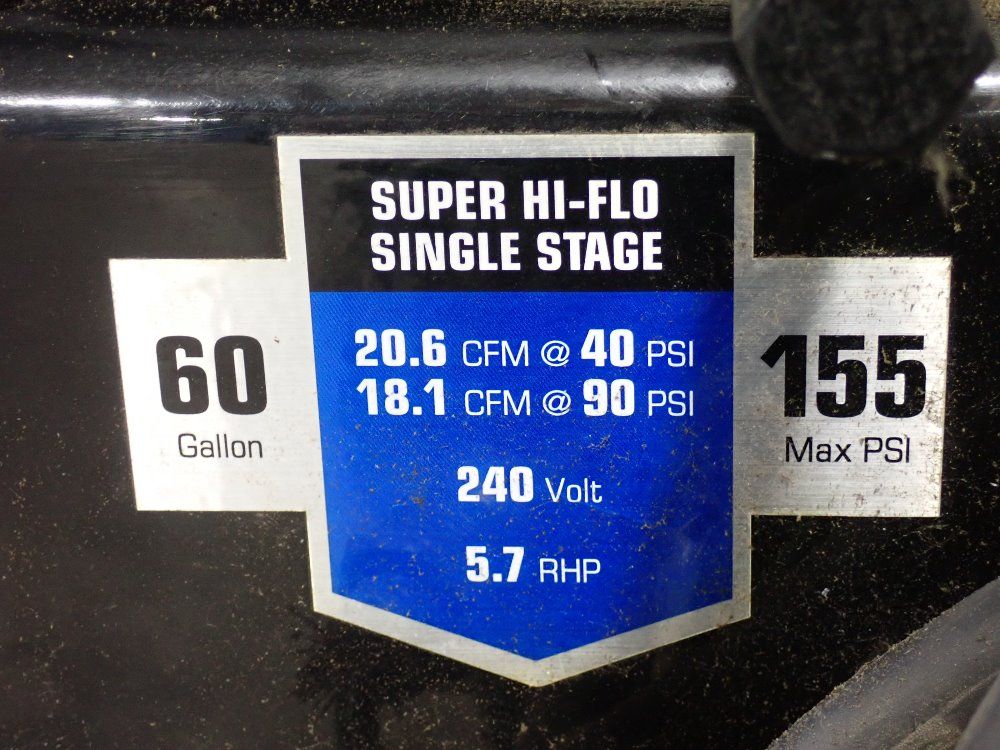 SUPER HI-FLO
SINGLE STAGE
60
Gallon
20.6 CFM @ 40 PSI
18.1 CFM @ 90 PSI
240 Volt
5.7 RHP
155
Max PSI